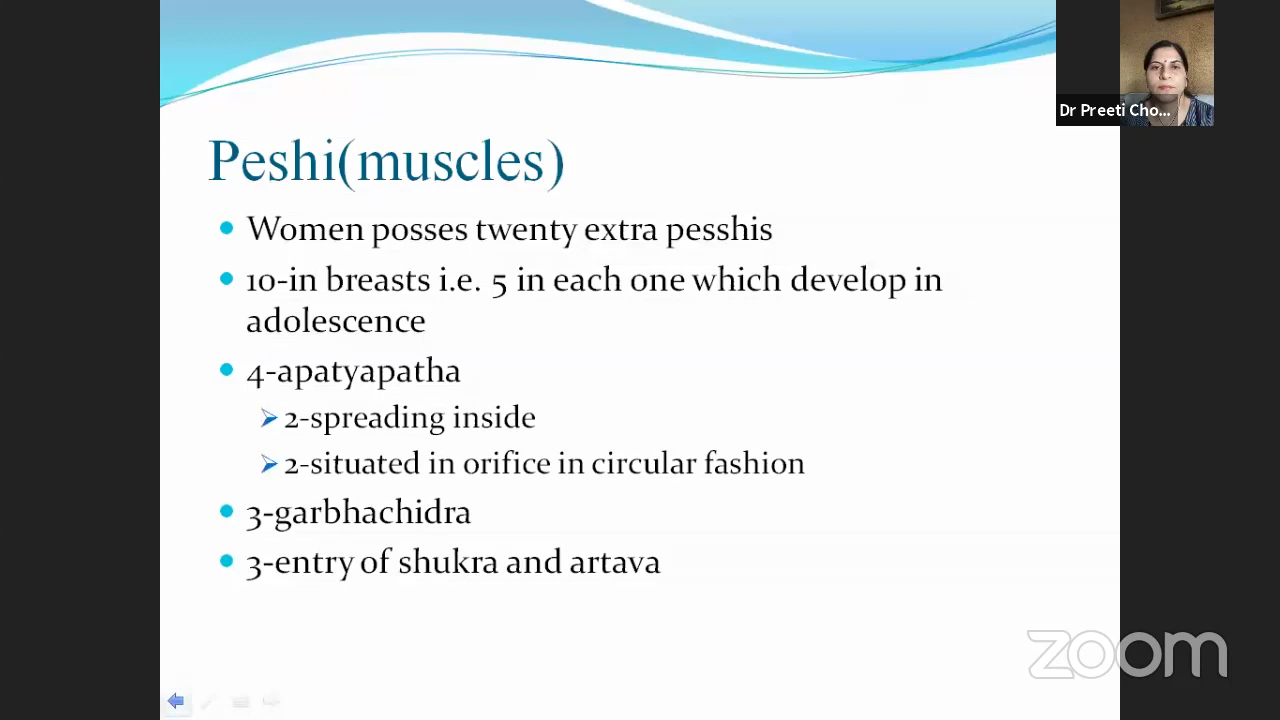 Dr Preeti Cho...
Peshi(muscles)
Women posses twenty extra pesshis
10-in breasts i.e. 5 in each one which develop in
adolescence
4-apatyapatha
2-spreading inside
2-situated in orifice in circular fashion
3-garbhachidra
3-entry of shukra and artava
zoom